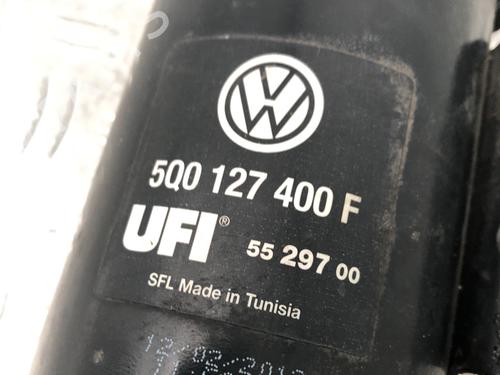 5Q0 127 400 F
UFI® 55 297 00
SFL Made in Tunisia